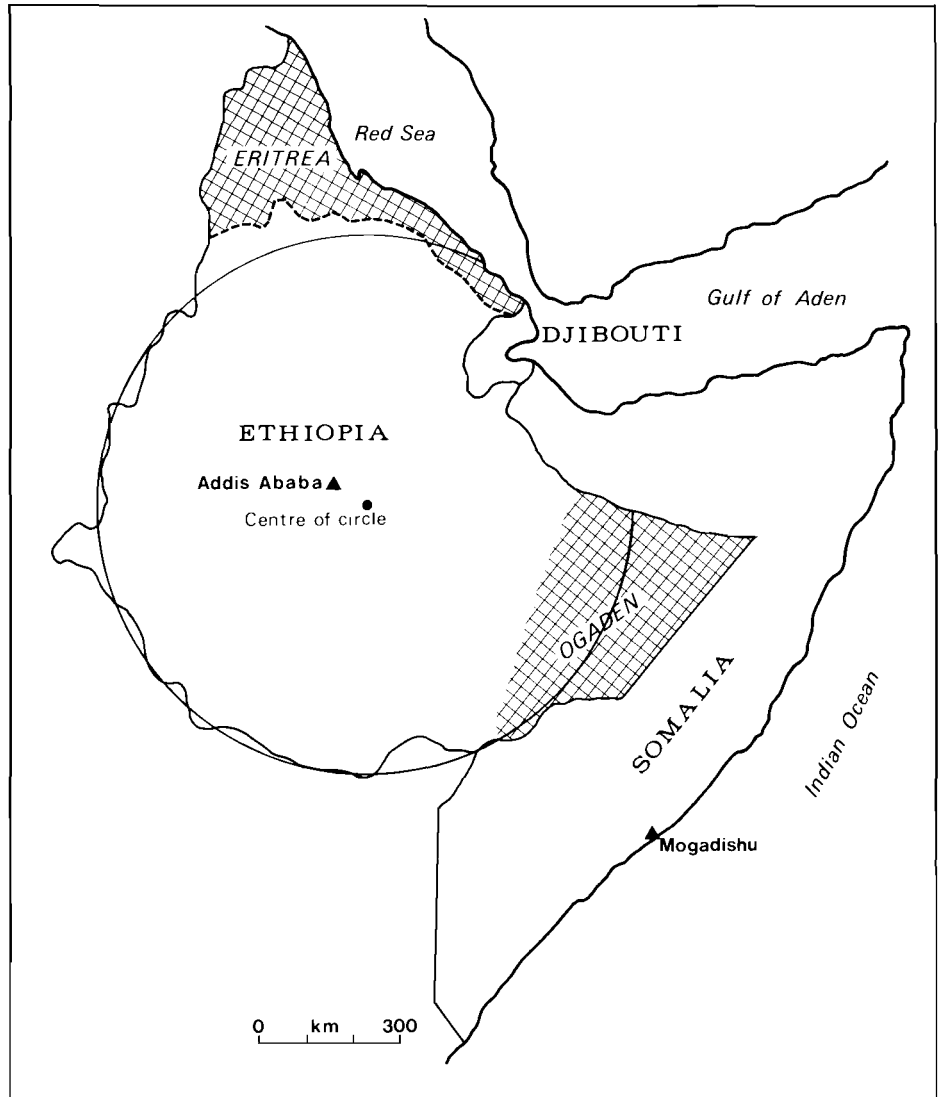 Red Sea
ERITREA
Gulf of Aden
DJIBOUTI
ETHIOPIA
Addis Ababa
Centre of circle
OGADEN
SOMALIA
Indian Ocean
Mogadishu
0 km 300